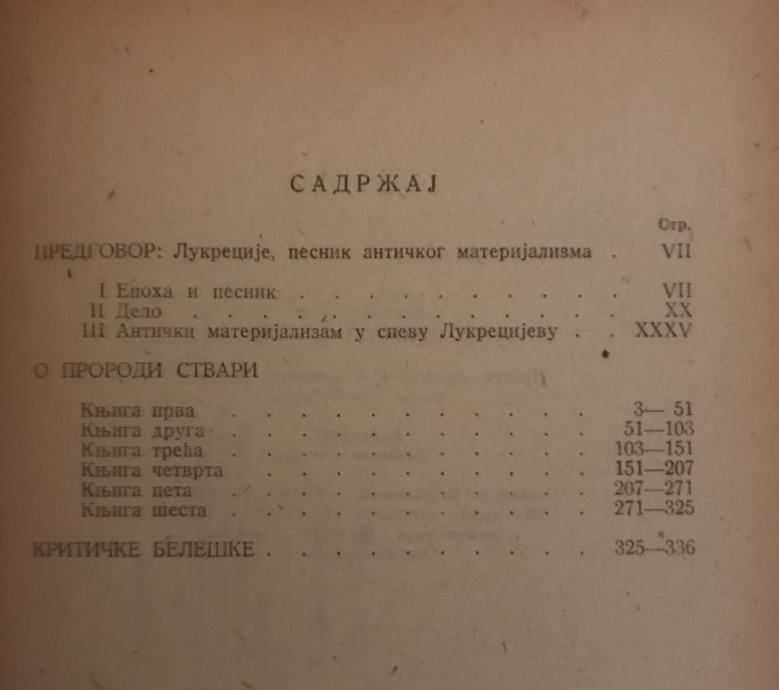 САДРЖАЈ
Стр.
ПРЕДГОВОР: Лукреције, песник античког материјализма . VII
I Епоха и песник . . . . . . . . . VII
II Дело . . . . . . . . . . . . XX
III Антички материјализам у спеву Лукрецијеву . . XXXV
О ПРОРОДИ СТВАРИ
Књига прва . . . . . . . . . . 3— 51
Књига друга . . . . . . . . . . 51—103
Књига трећа . . . . . . . . . . 103—151
Књига четврта . . . . . . . . . . 151—207
Књига пета . . . . . . . . . . 207—271
Књига шеста . . . . . . . . . . 271—325
КРИТИЧКЕ БЕЛЕШКЕ . . . . . . . . . . 325—336